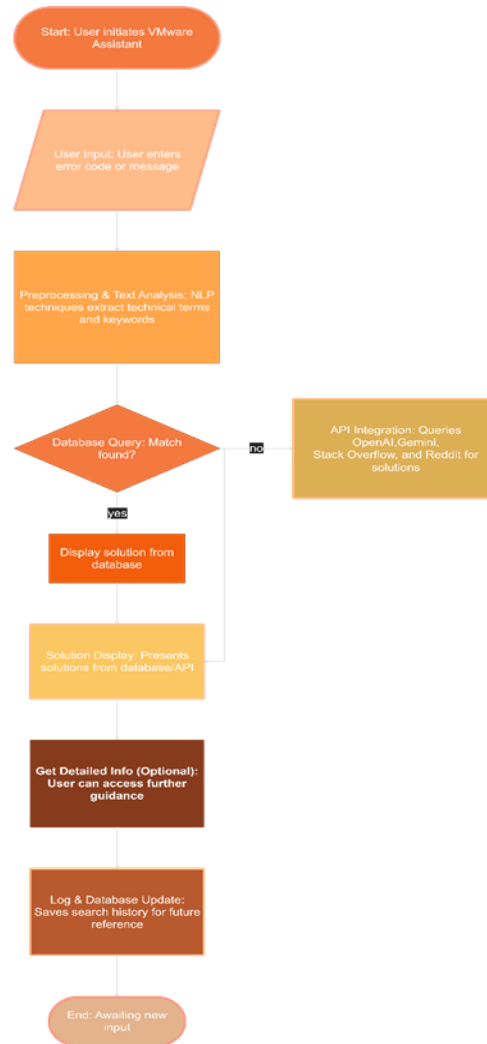 Start: User initiates VMware
Assistant
User Input: User enters
error code or message
Preprocessing & Text Analysis: NLP
techniques extract technical terms
and keywords
Database Query: Match
found?
no
API Integration: Queries
OpenAI,Gemini,
Stack Overflow, and Reddit for
solutions
yes
Display solution from
database
Solution Display: Presents
solutions from database/API
Get Detailed Info (Optional):
User can access further
guidance
Log & Database Update:
Saves search history for future
reference
End: Awaiting new
input